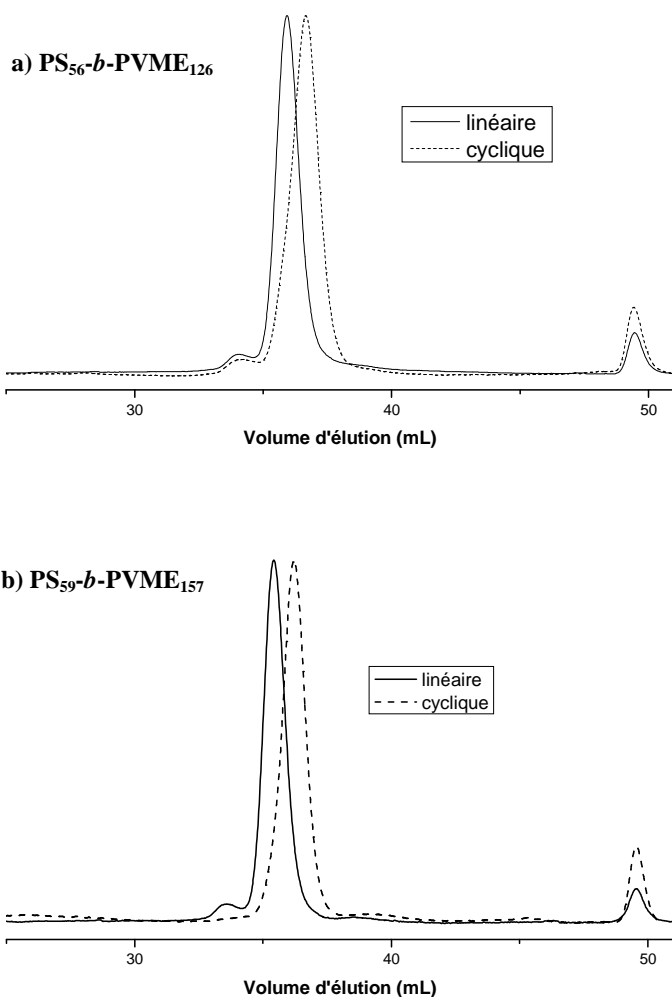 a) PS56-b-PVME126
linéaire
cyclique
30
40
50
Volume d'élution (mL)
b) PS59-b-PVME157
linéaire
cyclique
30
40
50
Volume d'élution (mL)